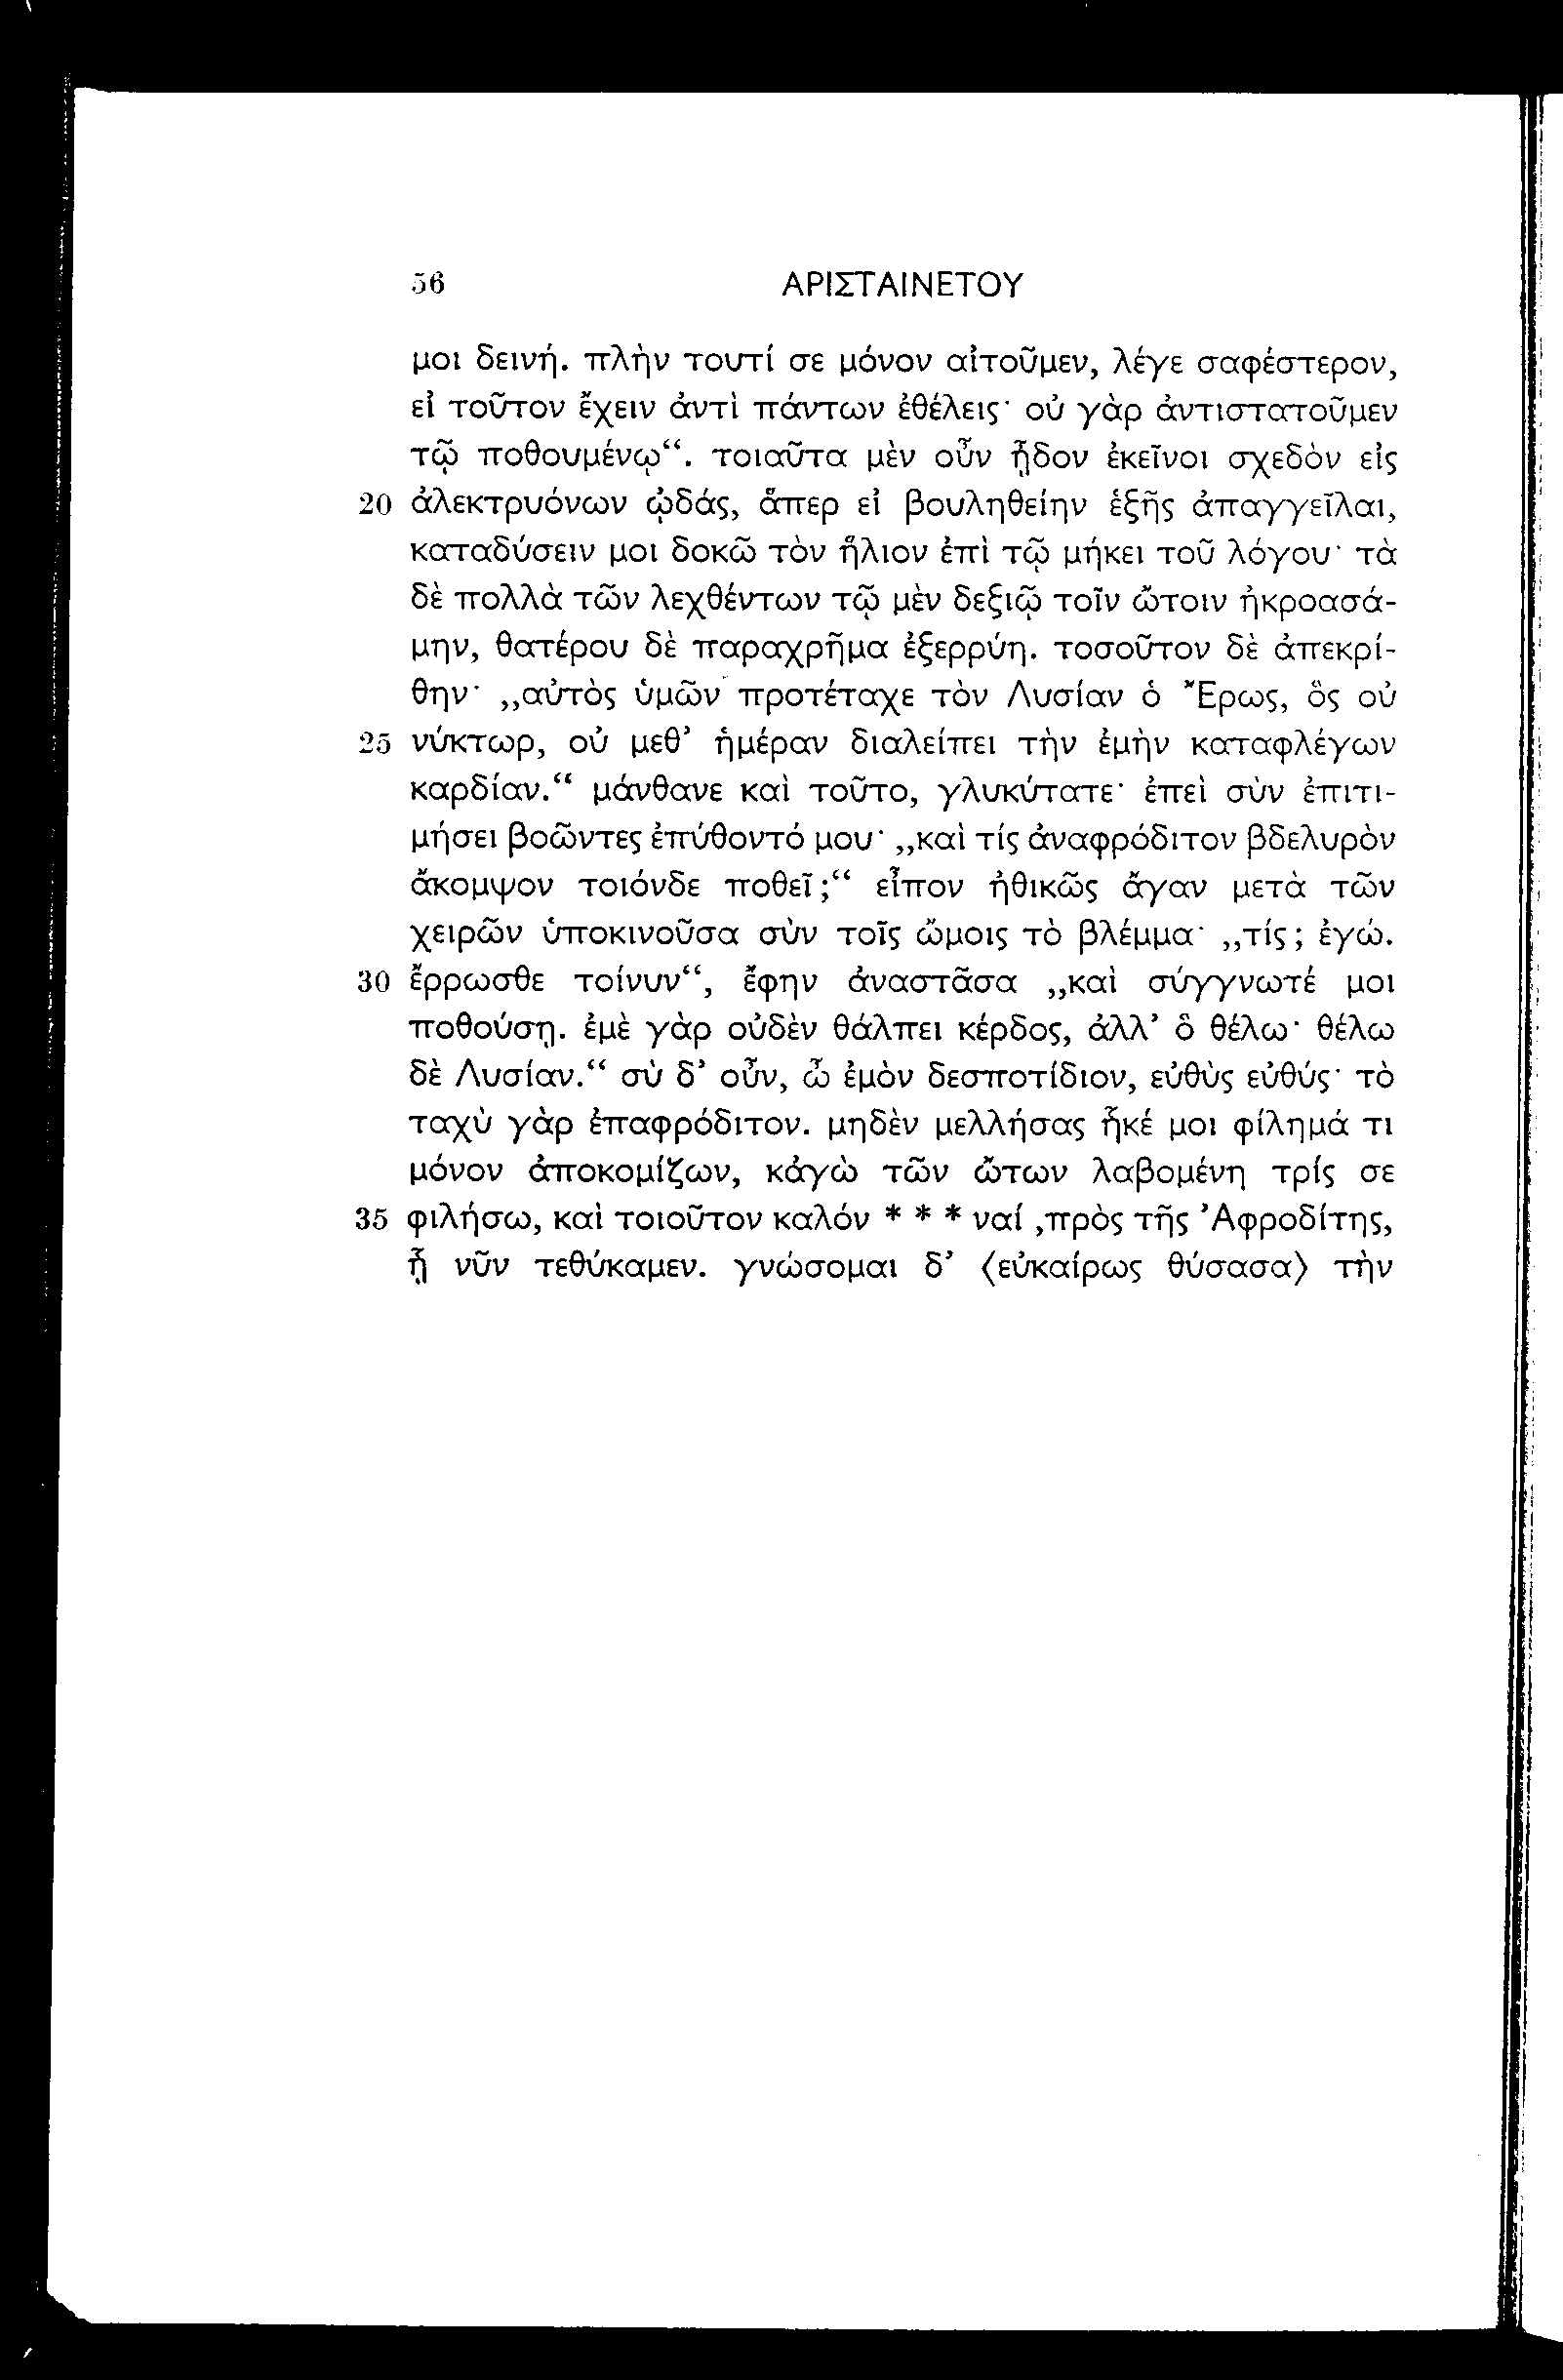 56 ΑΡΙΣΤΑΙΝΕΤΟΥ
μοι δεινή. πλὴν τουτί σε μόνον αἰτοῦμεν, λέγε σαφέστερον,
εἰ τοῦτον ἔχειν ἀντὶ πάντων ἐθέλεις· οὐ γὰρ ἀντιστατοῦμεν
τῷ ποθουμένῳ“. τοιαῦτα μὲν οὖν ᾖδον ἐκεῖνοι σχεδὸν εἰς
20 ἀλεκτρυόνων ᾠδάς, ἅπερ εἰ βουληθείην ἑξῆς ἀπαγγεῖλαι,
καταδύσειν μοι δοκῶ τὸν ἥλιον ἐπὶ τῷ μήκει τοῦ λόγου· τὰ
δὲ πολλὰ τῶν λεχθέντων τῷ μὲν δεξιῷ τοῖν ὤτοιν ἠκροασά-
μην, θατέρου δὲ παραχρῆμα ἐξερρύη. τοσοῦτον δὲ ἀπεκρί-
θην· „αὐτὸς ὑμῶν προτέταχε τὸν Λυσίαν ὁ Ἔρως, ὃς οὐ
25 νύκτωρ, οὐ μεθ’ ἡμέραν διαλείπει τὴν ἐμὴν καταφλέγων
καρδίαν.“ μάνθανε καὶ τοῦτο, γλυκύτατε· ἐπεὶ σὺν ἐπιτι-
μήσει βοῶντες ἐπύθοντό μου· „καὶ τίς ἀναφρόδιτον βδελυρὸν
ἄκομψον τοιόνδε ποθεῖ;“ εἶπον ἠθικῶς ἄγαν μετὰ τῶν
χειρῶν ὑποκινοῦσα σὺν τοῖς ὤμοις τὸ βλέμμα· „τίς; ἐγώ.
30 ἔρρωσθε τοίνυν“, ἔφην ἀναστᾶσα „καὶ σύγγνωτέ μοι
ποθούσῃ. ἐμὲ γὰρ οὐδὲν θάλπει κέρδος, ἀλλ’ ὃ θέλω· θέλω
δὲ Λυσίαν.“ σὺ δ’ οὖν, ὦ ἐμὸν δεσποτίδιον, εὐθὺς εὐθύς· τὸ
ταχὺ γὰρ ἐπαφρόδιτον. μηδὲν μελλήσας ἧκέ μοι φίλημά τι
μόνον ἀποκομίζων, κἀγὼ τῶν ὤτων λαβομένη τρίς σε
35 φιλήσω, καὶ τοιοῦτον καλόν * * * ναί ,πρὸς τῆς Ἀφροδίτης,
ᾗ νῦν τεθύκαμεν. γνώσομαι δ’ ⟨εὐκαίρως θύσασα⟩ τὴν